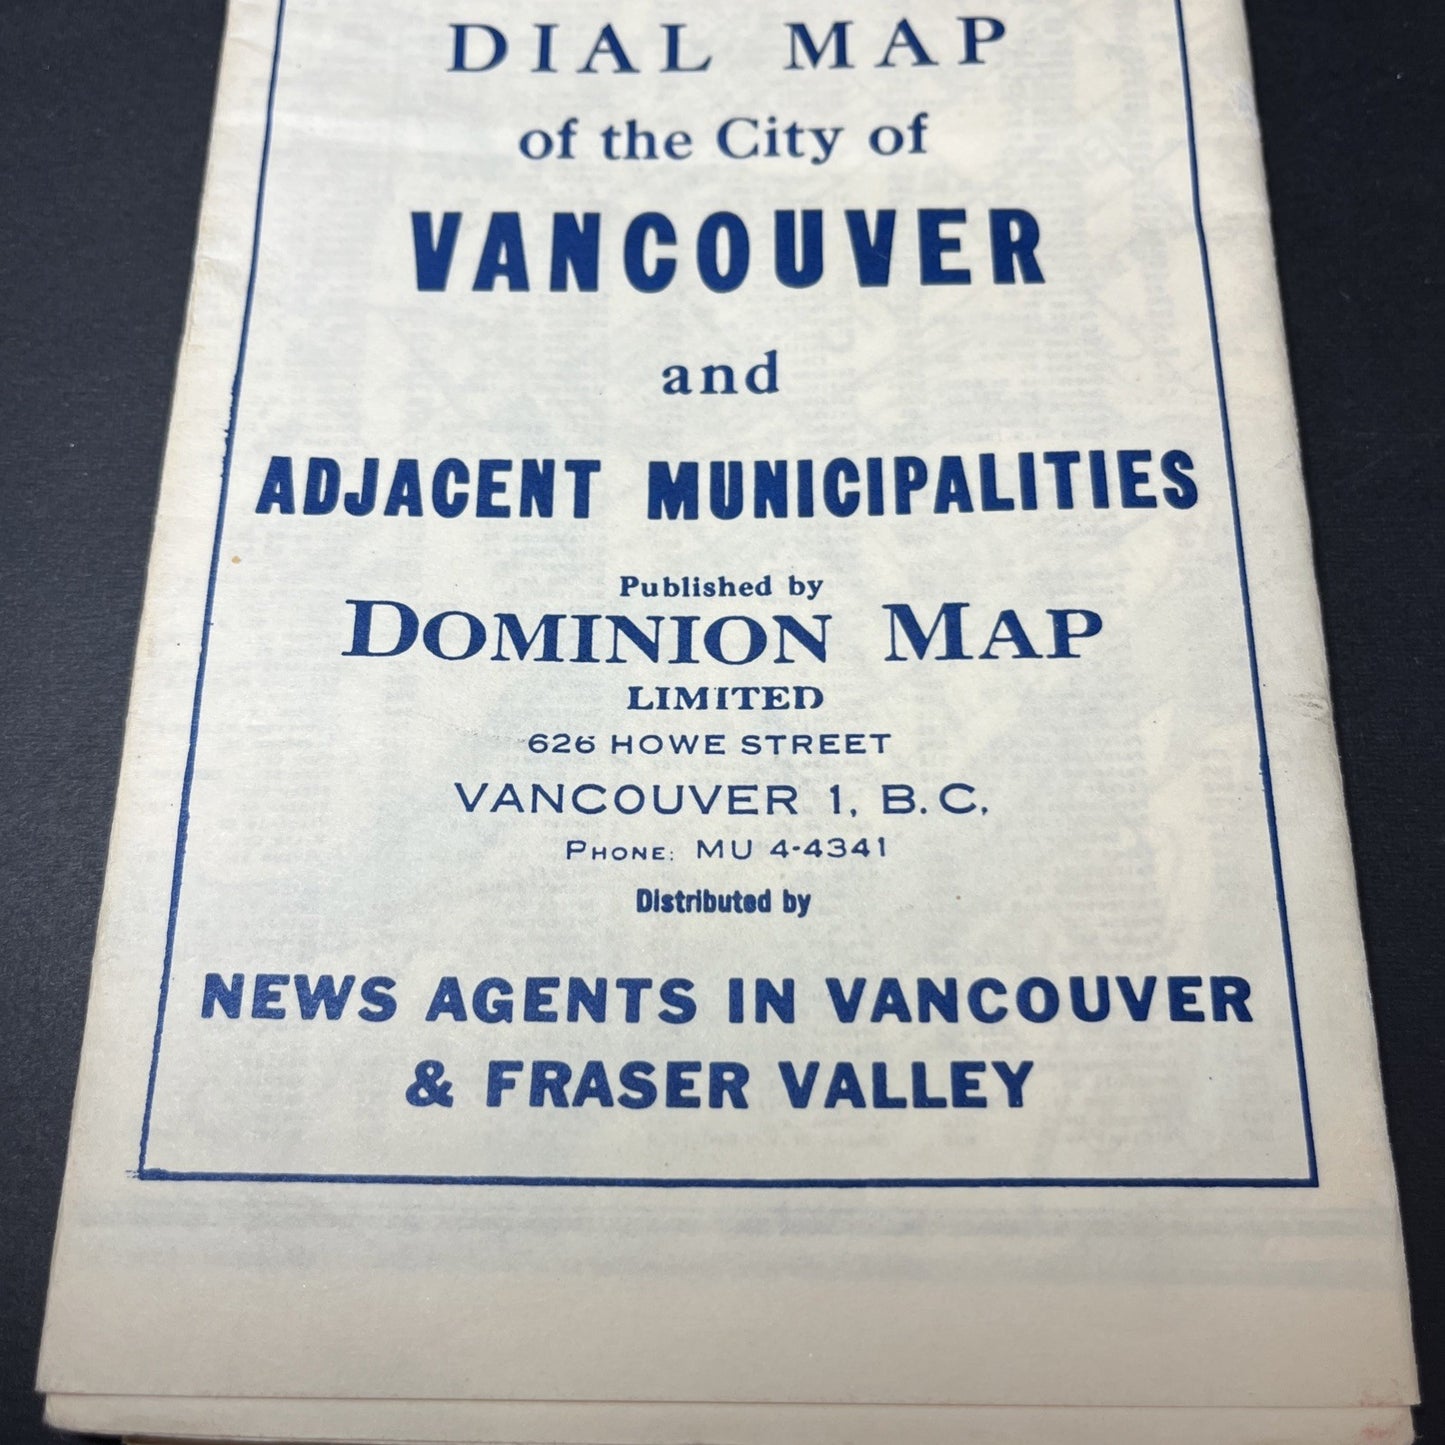 DIAL MAP
of the City of
VANCOUVER
and
ADJACENT MUNICIPALITIES
Published by
DOMINION MAP
LIMITED
626 HOWE STREET
VANCOUVER 1, B.C.
PHONE: MU 4-4341
Distributed by
NEWS AGENTS IN VANCOUVER
& FRASER VALLEY